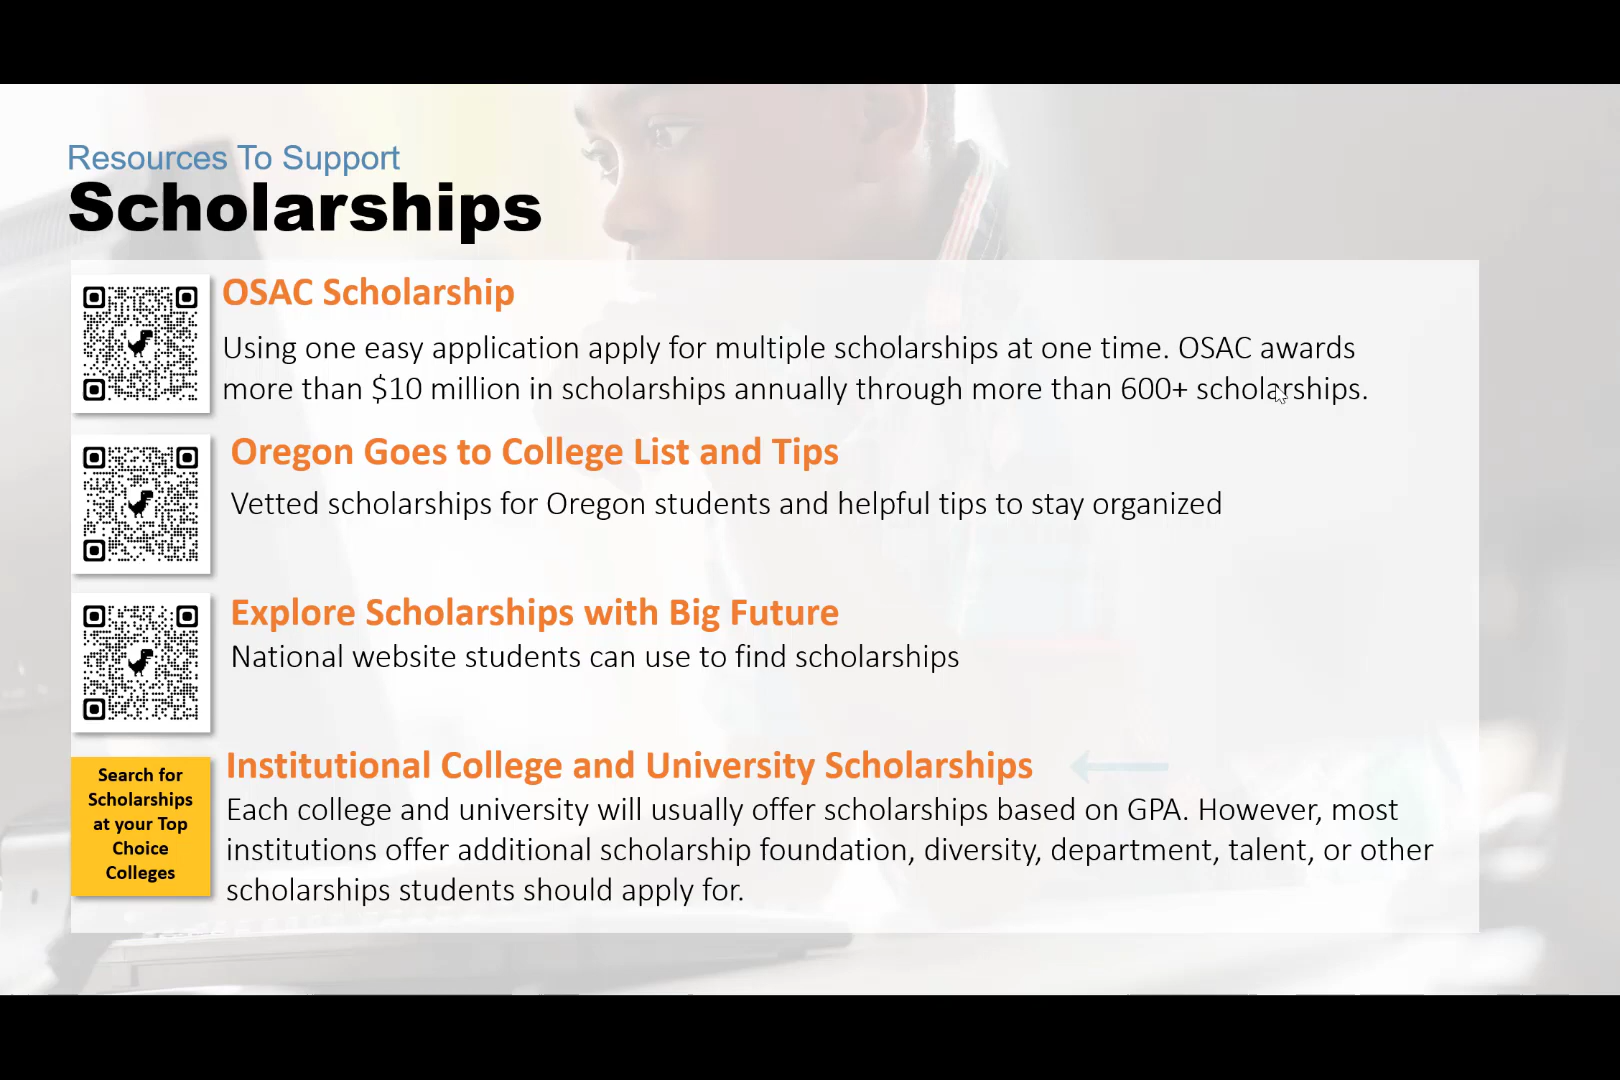 Resources To Support
Scholarships
OSAC Scholarship
Using one easy application apply for multiple scholarships at one time. OSAC awards
more than $10 million in scholarships annually through more than 600+ scholarships.
Oregon Goes to College List and Tips
Vetted scholarships for Oregon students and helpful tips to stay organized
Explore Scholarships with Big Future
National website students can use to find scholarships
Search for
Scholarships
at your Top
Choice
Colleges
Institutional College and University Scholarships
Each college and university will usually offer scholarships based on GPA. However, most
institutions offer additional scholarship foundation, diversity, department, talent, or other
scholarships students should apply for.